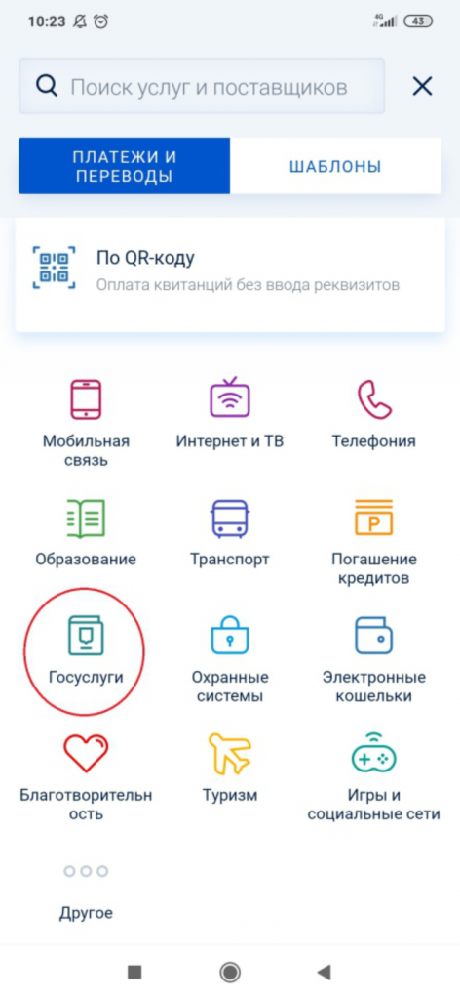 10:23
4G
43
Поиск услуг и поставщиков
ПЛАТЕЖИ И
ПЕРЕВОДЫ
ШАБЛОНЫ
По QR-коду
Оплата квитанций без ввода реквизитов
Мобильная
связь
Интернет и ТВ
Телефония
Образование
Транспорт
Погашение
кредитов
Госуслуги
Охранные
системы
Электронные
кошельки
Благотворительн
ость
Туризм
Игры и
социальные сети
Другое